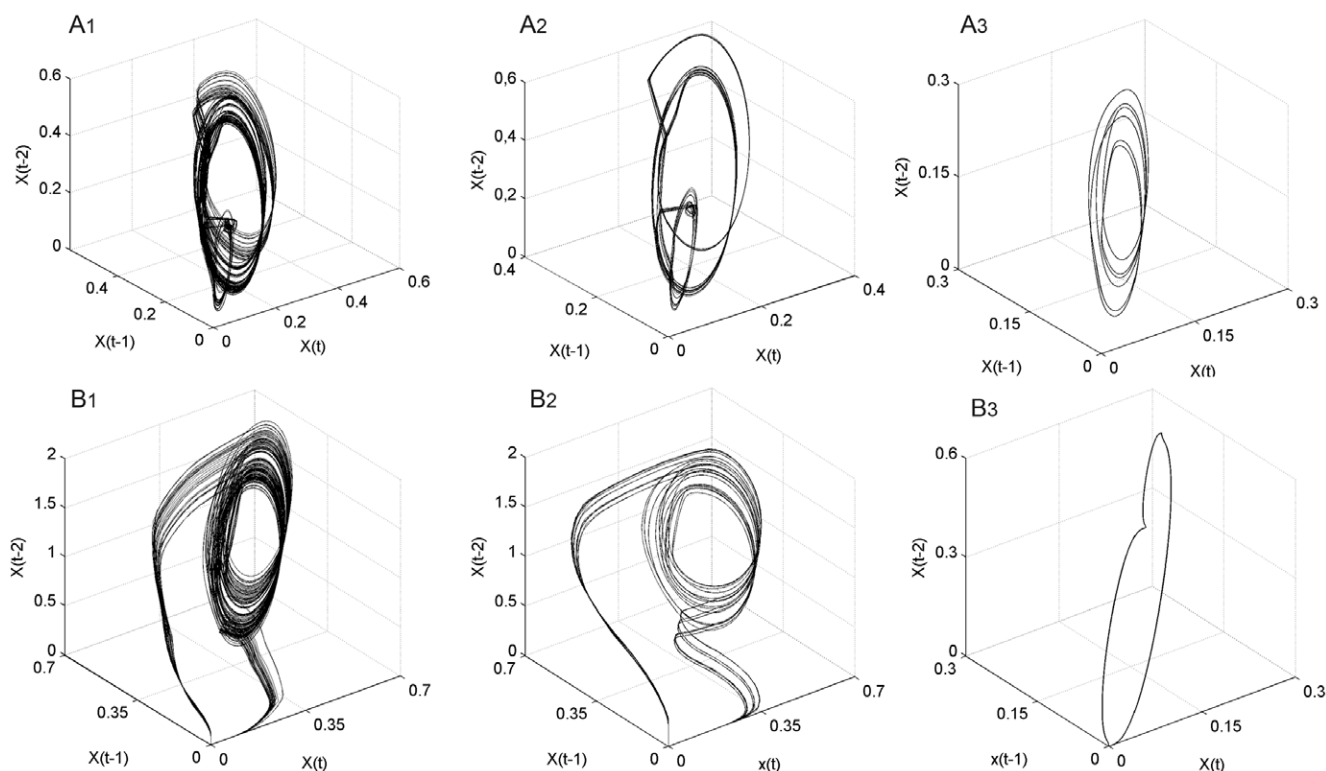 A1
A2
A3
0.6
0.4
0.2
0
X(t-2)
0.4
0.2
0
X(t-1)
0
0.2
0.4
0.6
X(t)
0,6
0,4
0,2
0
X(t-2)
0.4
0.2
0
X(t-1)
0
0.2
0.4
X(t)
0.3
0.15
0
X(t-2)
0.3
0.15
0
X(t-1)
0
0.15
0.3
X(t)
B1
B2
B3
2
1.5
1
0.5
0
X(t-2)
0.7
0.35
0
X(t-1)
0
0.35
0.7
X(t)
2
1.5
1
0.5
0
X(t-2)
0.7
0.35
0
X(t-1)
0
0.35
0.7
x(t)
0.6
0.3
0
X(t-2)
0.3
0.15
0
x(t-1)
0
0.15
0.3
X(t)